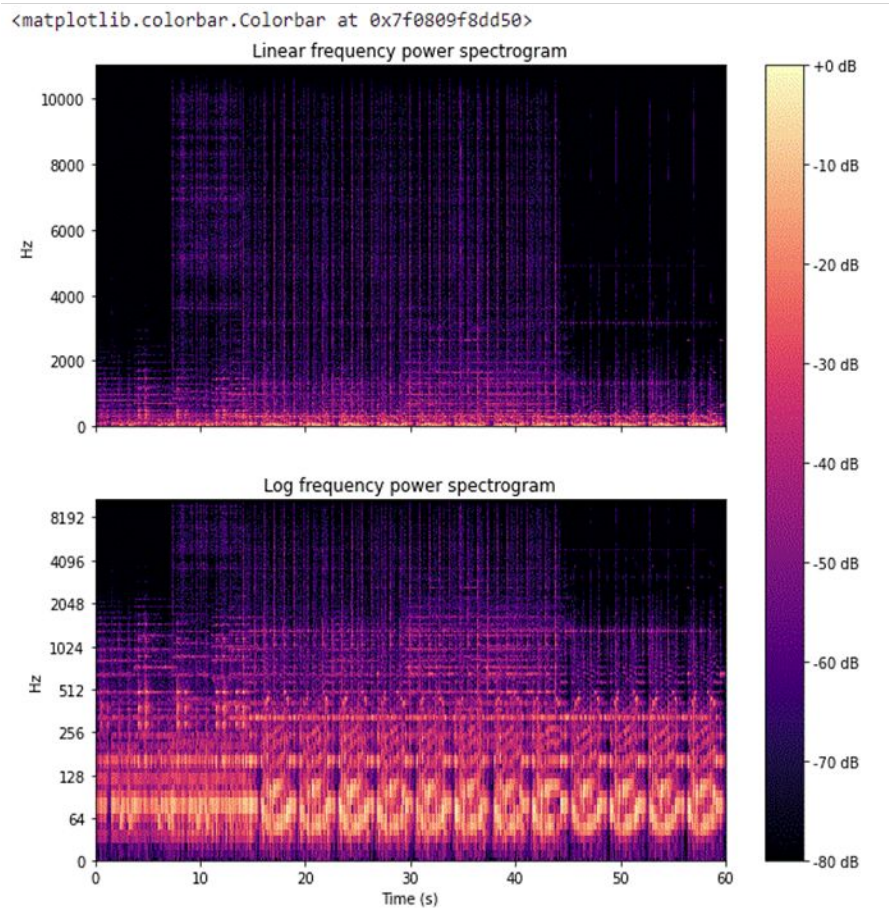 <matplotlib.colorbar.Colorbar at 0x7f0809f8dd50>
Linear frequency power spectrogram
10000
8000
6000
4000
2000
0
Hz
Log frequency power spectrogram
8192
4096
2048
1024
512
256
128
64
0
Hz
0
10
20
30
40
50
60
Time (s)
+0 dB
-10 dB
-20 dB
-30 dB
-40 dB
-50 dB
-60 dB
-70 dB
-80 dB